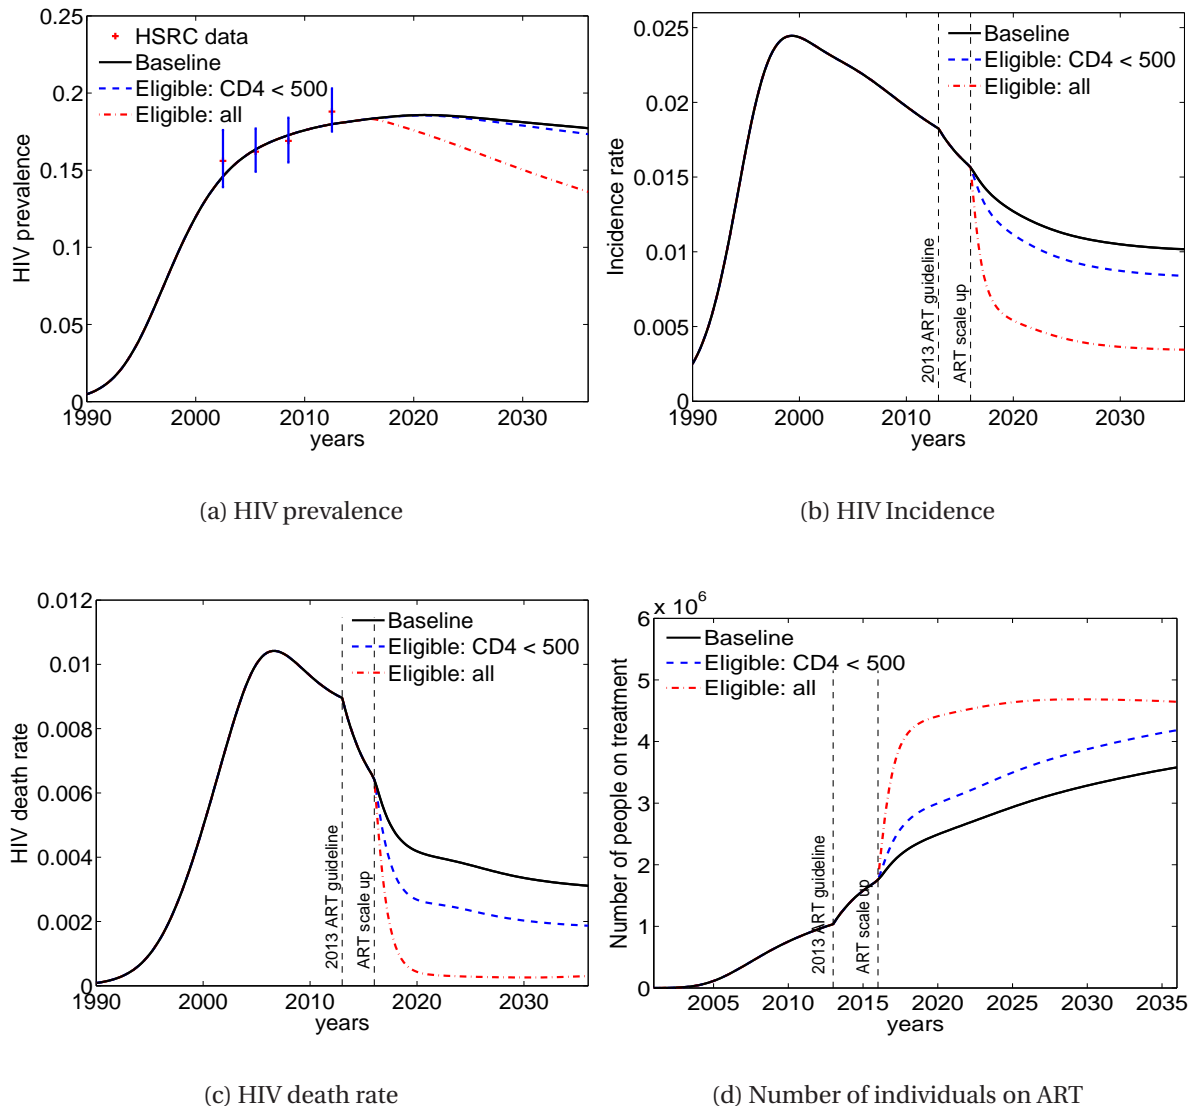 0.25
0.2
0.15
0.1
0.05
0
HIV prevalence
HSRC data
Baseline
Eligible: CD4 < 500
Eligible: all
1990 2000 2010 2020 2030
years
(a) HIV prevalence
0.025
0.02
0.015
0.01
0.005
0
Incidence rate
Baseline
Eligible: CD4 < 500
Eligible: all
2013 ART guideline
ART scale up
1990 2000 2010 2020 2030
years
(b) HIV Incidence
0.012
0.01
0.008
0.006
0.004
0.002
0
HIV death rate
Baseline
Eligible: CD4 < 500
Eligible: all
2013 ART guideline
ART scale up
1990 2000 2010 2020 2030
years
(c) HIV death rate
x 10^6
6
5
4
3
2
1
0
Number of people on treatment
Baseline
Eligible: CD4 < 500
Eligible: all
2013 ART guideline
ART scale up
2005 2010 2015 2020 2025 2030 2035
years
(d) Number of individuals on ART